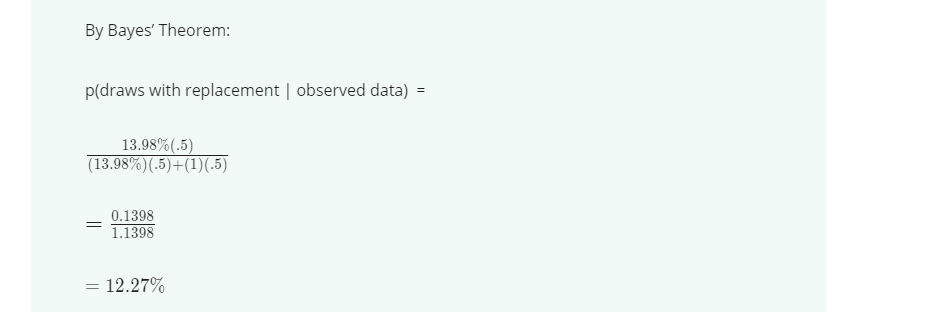 By Bayes’ Theorem:
p(draws with replacement | observed data) =
13.98%(.5)
(13.98%)(.5)+(1)(.5)
= 0.1398
1.1398
= 12.27%